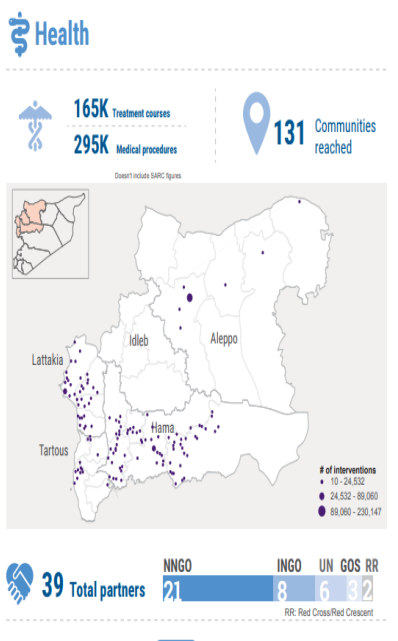 Health
165K Treatment courses
295K Medical procedures
Doesn't include SARC figures
131 Communities
reached
Idleb
Aleppo
Lattakia
Hama
Tartous
# of interventions
10 - 24,532
24,532 - 89,060
89,060 - 230,147
39 Total partners
NNGO INGO UN GOS RR
21 8 6 3 2
RR: Red Cross/Red Crescent